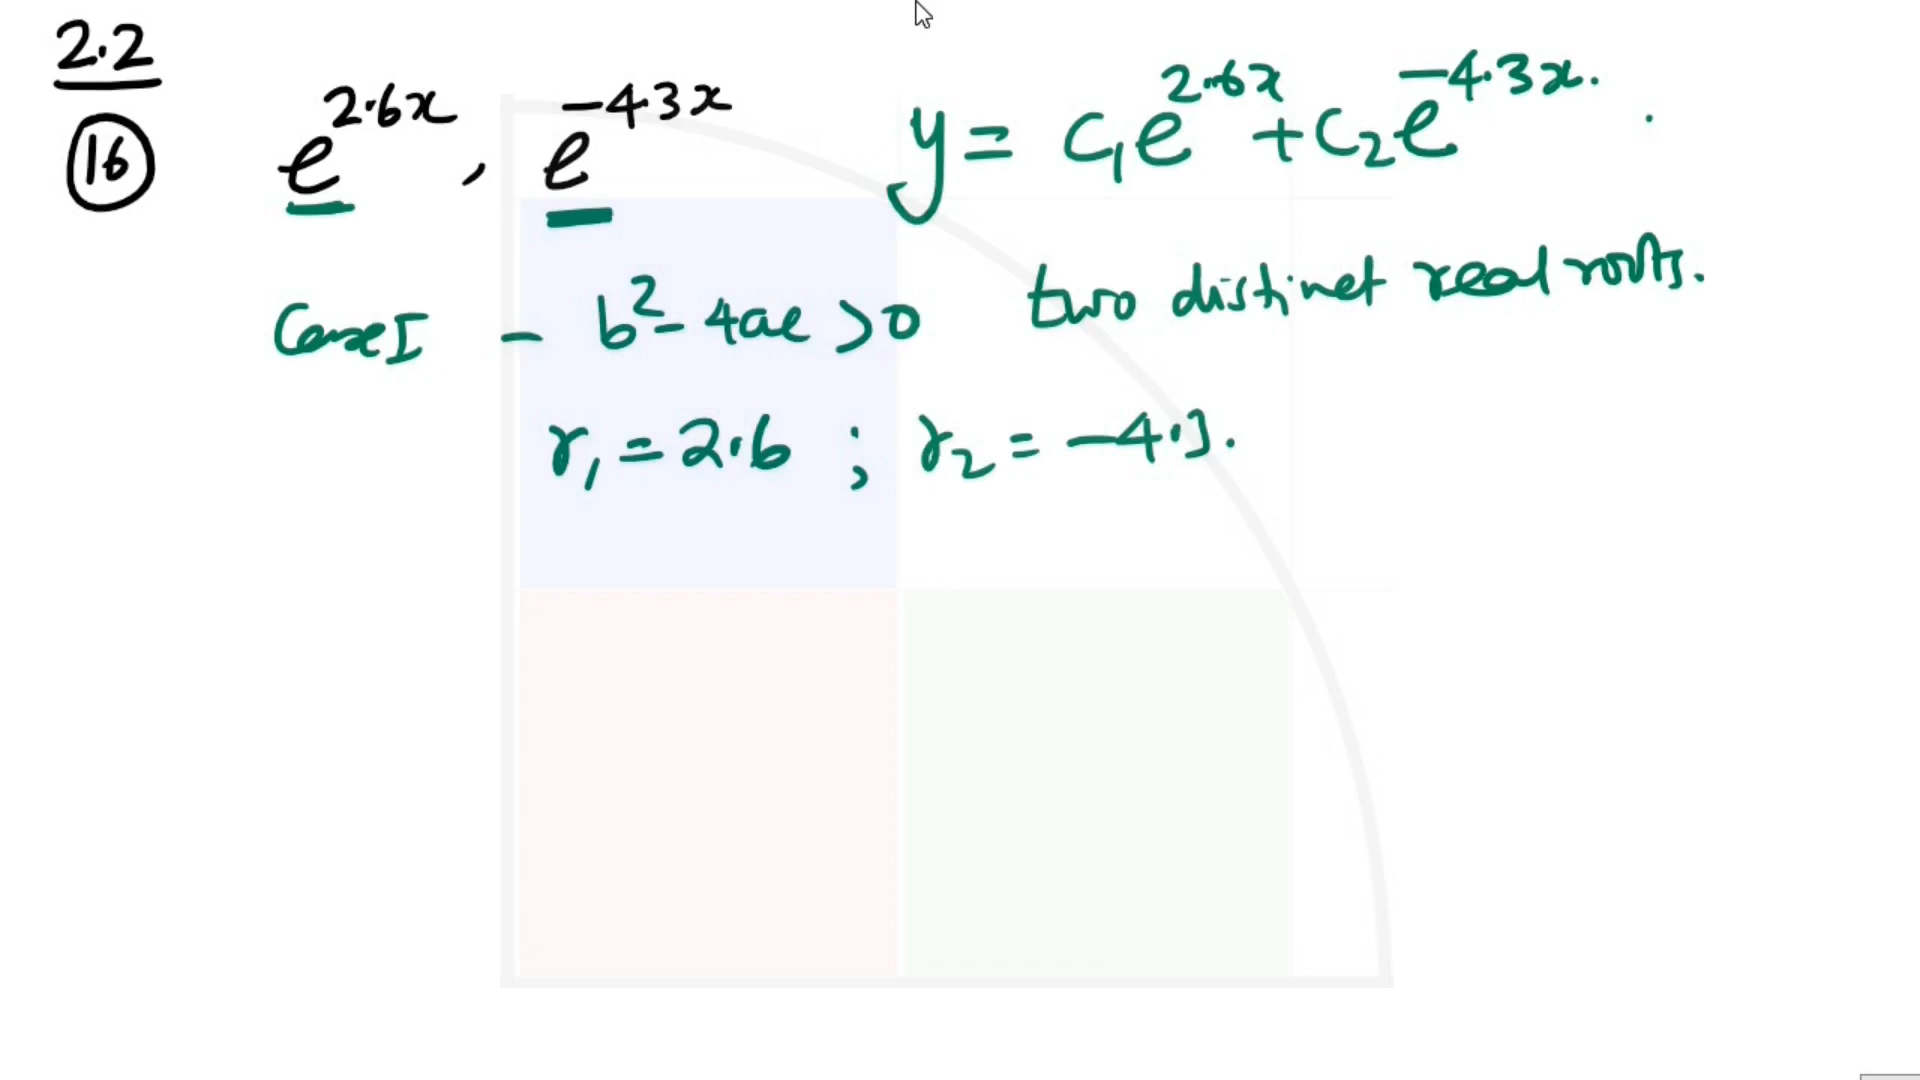 2.2
(16) e^2.6x , e^-4.3x y = c₁e^2.6x + c₂e^-4.3x.
Case I - b² - 4ac > 0 two distinct real roots.
r₁ = 2.6 ; r₂ = -4.3.